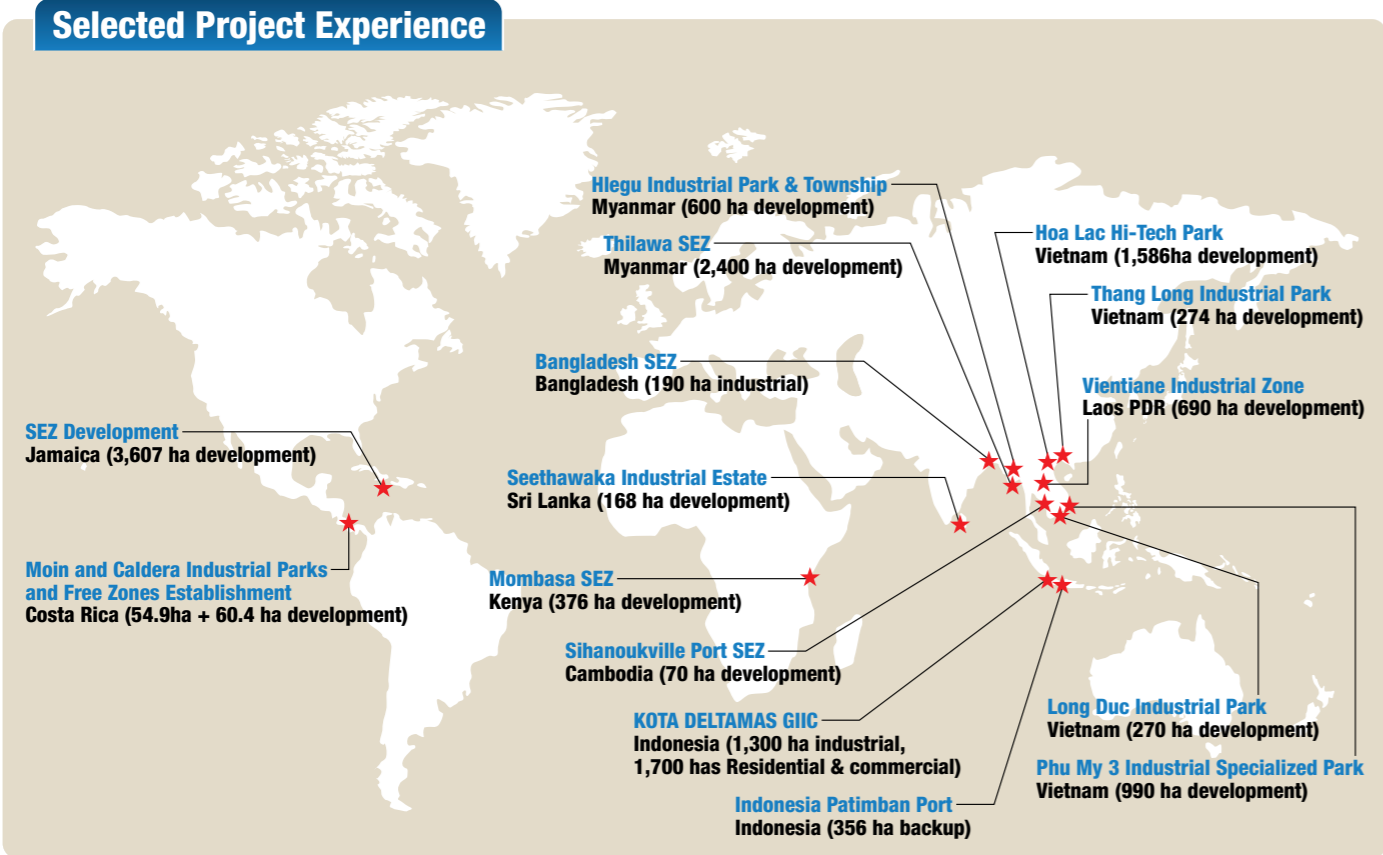 Selected Project Experience
Hlegu Industrial Park & Township
Myanmar (600 ha development)
Thilawa SEZ
Myanmar (2,400 ha development)
Hoa Lac Hi-Tech Park
Vietnam (1,586ha development)
Thang Long Industrial Park
Vietnam (274 ha development)
Bangladesh SEZ
Bangladesh (190 ha industrial)
Vientiane Industrial Zone
Laos PDR (690 ha development)
SEZ Development
Jamaica (3,607 ha development)
Seethawaka Industrial Estate
Sri Lanka (168 ha development)
Moin and Caldera Industrial Parks
and Free Zones Establishment
Costa Rica (54.9ha + 60.4 ha development)
Mombasa SEZ
Kenya (376 ha development)
Sihanoukville Port SEZ
Cambodia (70 ha development)
KOTA DELTAMAS GIIC
Indonesia (1,300 ha industrial,
1,700 has Residential & commercial)
Long Duc Industrial Park
Vietnam (270 ha development)
Phu My 3 Industrial Specialized Park
Vietnam (990 ha development)
Indonesia Patimban Port
Indonesia (356 ha backup)